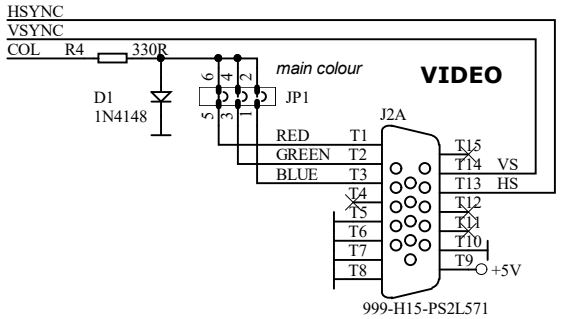 HSYNC
VSYNC
COL R4 330R
6 4 2
main colour
VIDEO
D1
1N4148
JP1
5 3 1
J2A
RED T1
GREEN T2
BLUE T3
T4
T5
T6
T7
T8
T15
T14 VS
T13 HS
T12
T11
T10
T9 +5V
999-H15-PS2L571